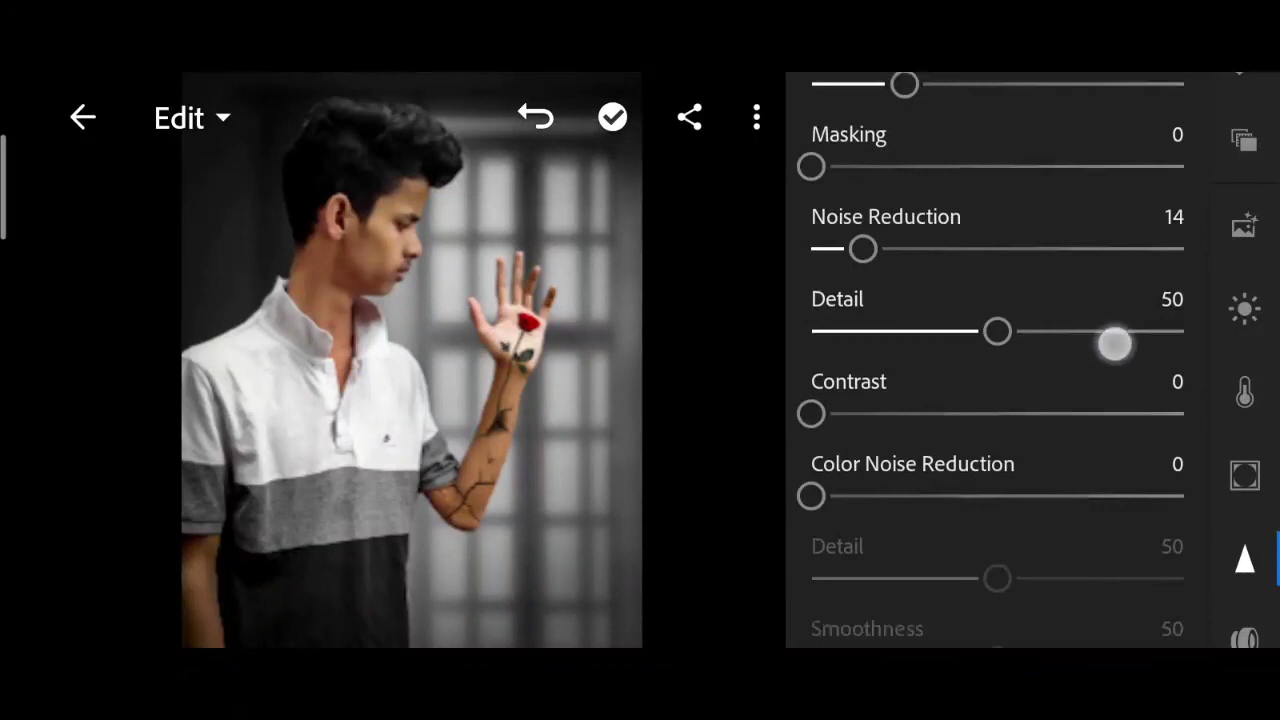 Edit
Masking 0
Noise Reduction 14
Detail 50
Contrast 0
Color Noise Reduction 0
Detail 50
Smoothness 50